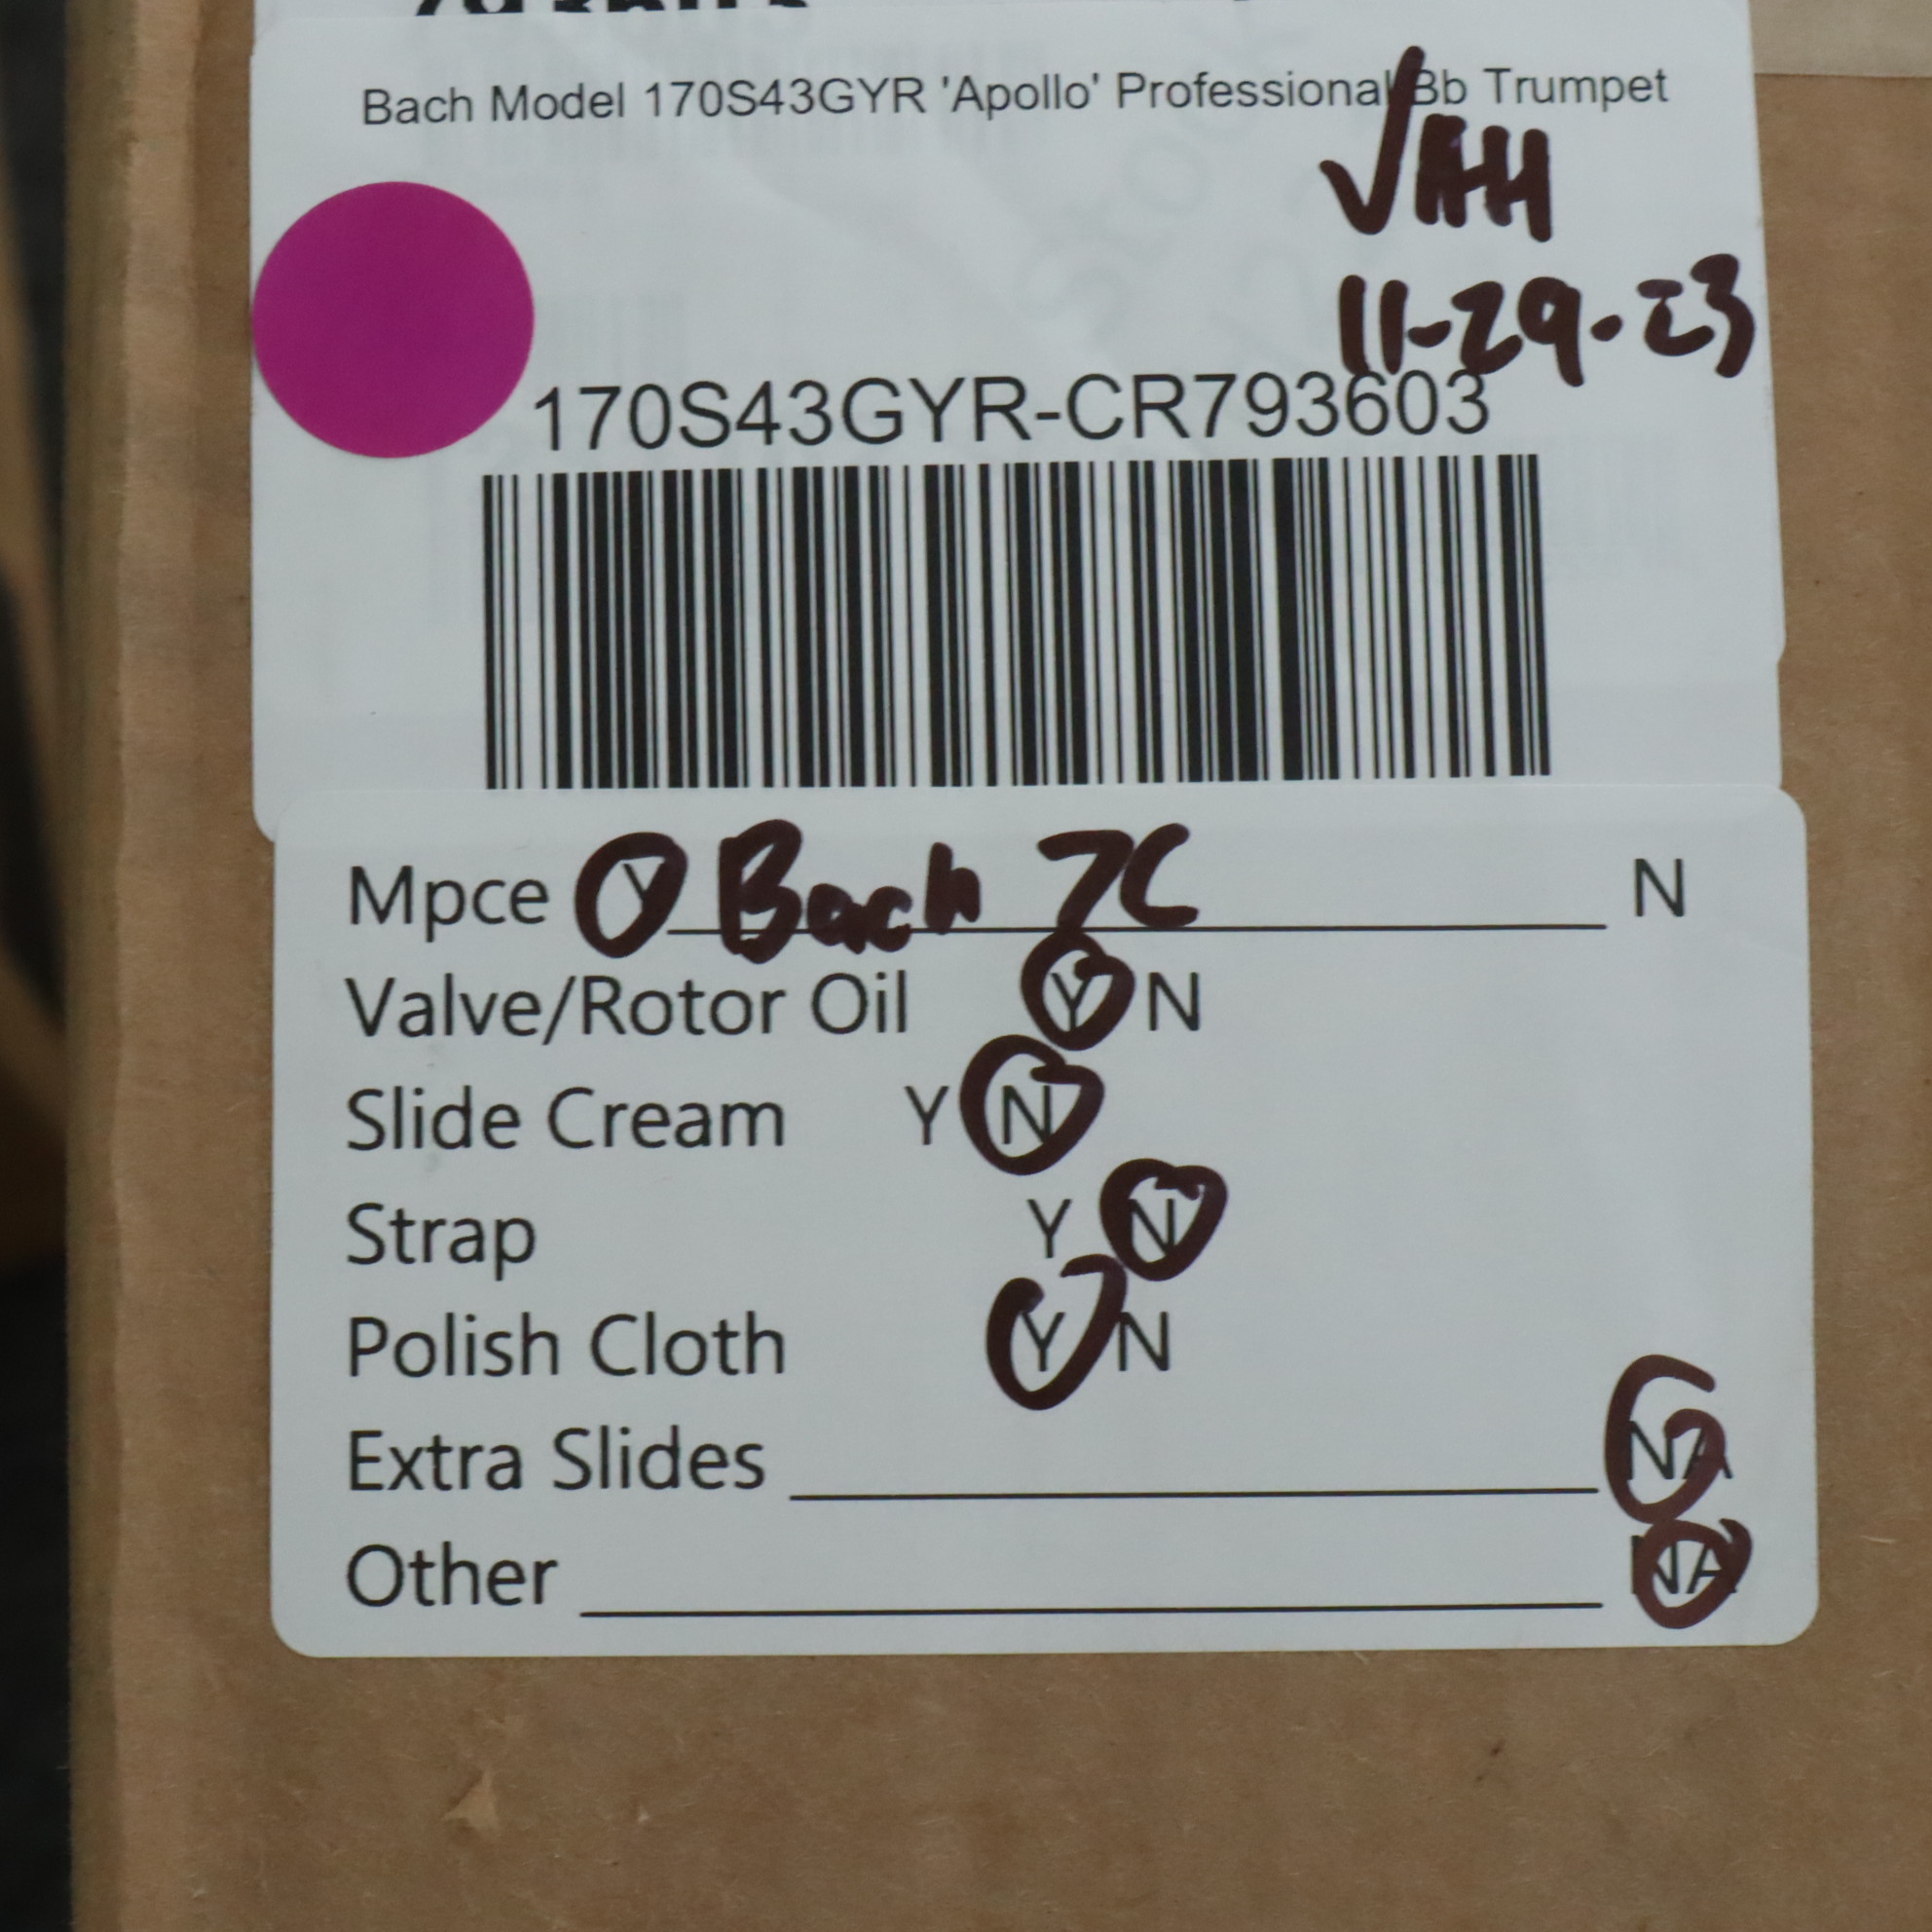 Bach Model 170S43GYR 'Apollo' Professional Bb Trumpet
√AH
11-29-23
170S43GYR-CR793603
Mpce Y Bach 7C N
Valve/Rotor Oil Y N
Slide Cream Y N
Strap Y N
Polish Cloth Y N
Extra Slides NA
Other NA